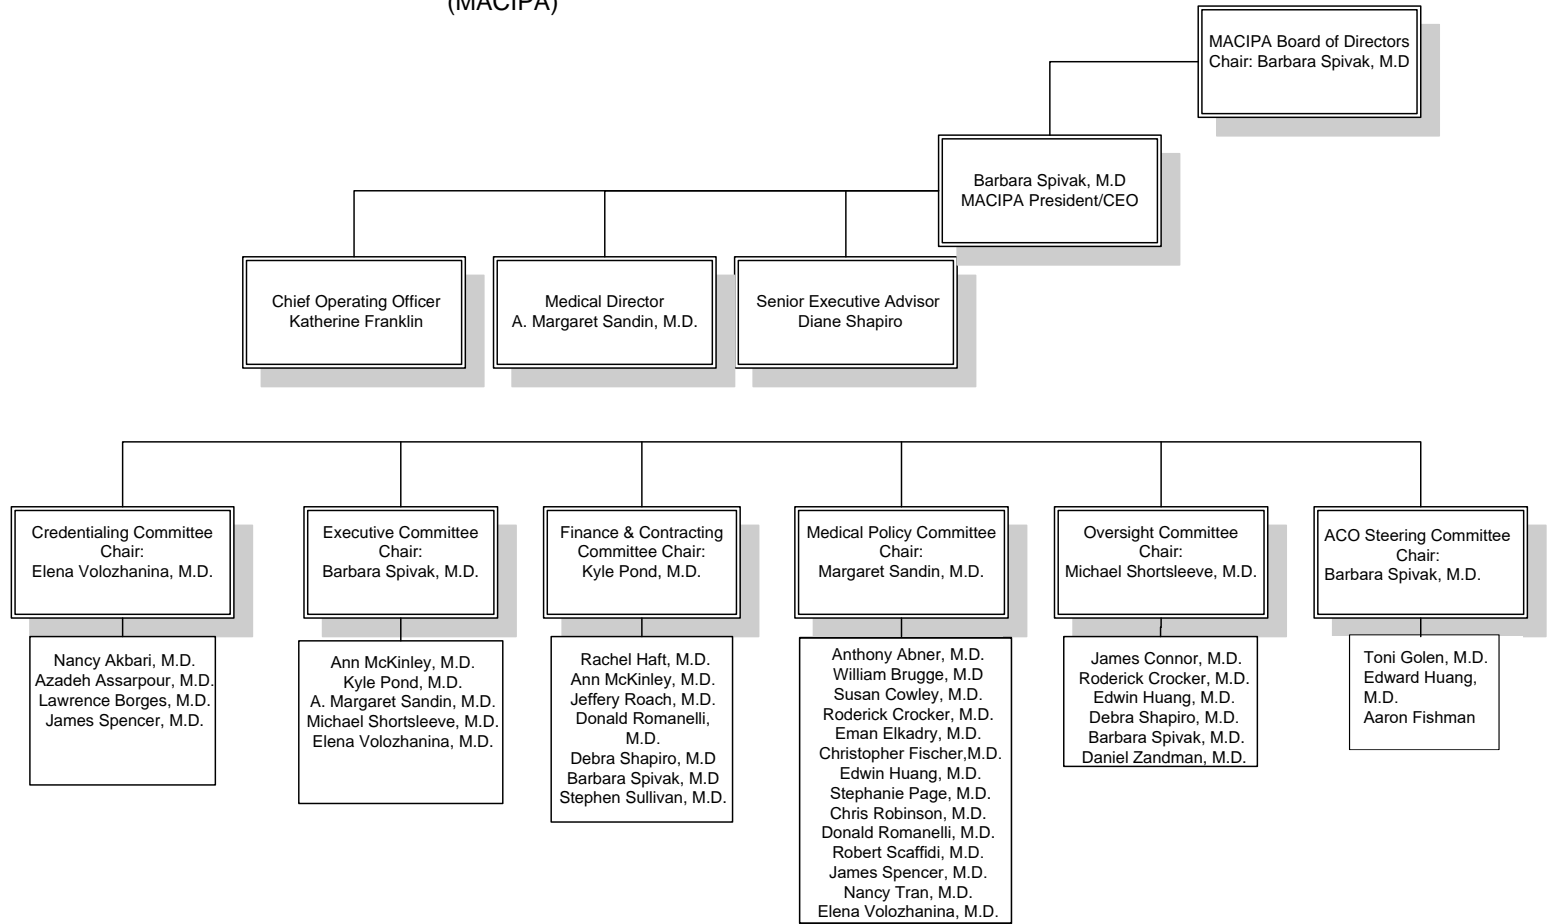 (MACIPA)
MACIPA Board of Directors
Chair: Barbara Spivak, M.D
Barbara Spivak, M.D
MACIPA President/CEO
Chief Operating Officer
Katherine Franklin
Medical Director
A. Margaret Sandin, M.D.
Senior Executive Advisor
Diane Shapiro
Credentialing Committee
Chair:
Elena Volozhanina, M.D.
Executive Committee
Chair:
Barbara Spivak, M.D.
Finance & Contracting
Committee Chair:
Kyle Pond, M.D.
Medical Policy Committee
Chair:
Margaret Sandin, M.D.
Oversight Committee
Chair:
Michael Shortsleeve, M.D.
ACO Steering Committee
Chair:
Barbara Spivak, M.D.
Nancy Akbari, M.D.
Azadeh Assarpour, M.D.
Lawrence Borges, M.D.
James Spencer, M.D.
Ann McKinley, M.D.
Kyle Pond, M.D.
A. Margaret Sandin, M.D.
Michael Shortsleeve, M.D.
Elena Volozhanina, M.D.
Rachel Haft, M.D.
Ann McKinley, M.D.
Jeffery Roach, M.D.
Donald Romanelli,
M.D.
Debra Shapiro, M.D
Barbara Spivak, M.D
Stephen Sullivan, M.D.
Anthony Abner, M.D.
William Brugge, M.D
Susan Cowley, M.D.
Roderick Crocker, M.D.
Eman Elkadry, M.D.
Christopher Fischer,M.D.
Edwin Huang, M.D.
Stephanie Page, M.D.
Chris Robinson, M.D.
Donald Romanelli, M.D.
Robert Scaffidi, M.D.
James Spencer, M.D.
Nancy Tran, M.D.
Elena Volozhanina, M.D.
James Connor, M.D.
Roderick Crocker, M.D.
Edwin Huang, M.D.
Debra Shapiro, M.D.
Barbara Spivak, M.D.
Daniel Zandman, M.D.
Toni Golen, M.D.
Edward Huang,
M.D.
Aaron Fishman